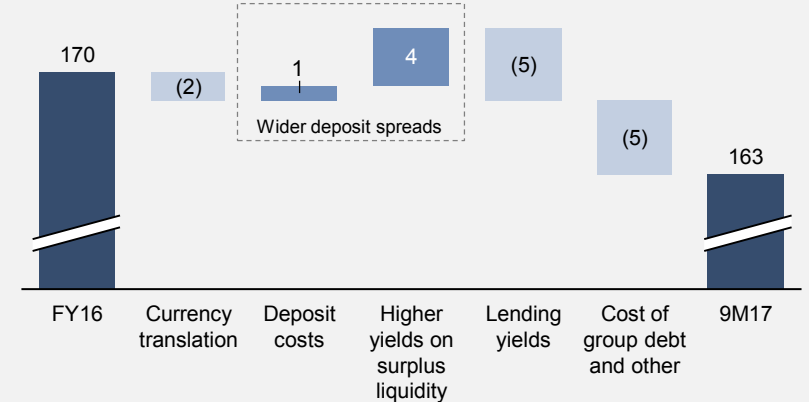 170
(2)
1
4
(5)
(5)
163
Wider deposit spreads
FY16
Currency
translation
Deposit
costs
Higher
yields on
surplus
liquidity
Lending
yields
Cost of
group debt
and other
9M17